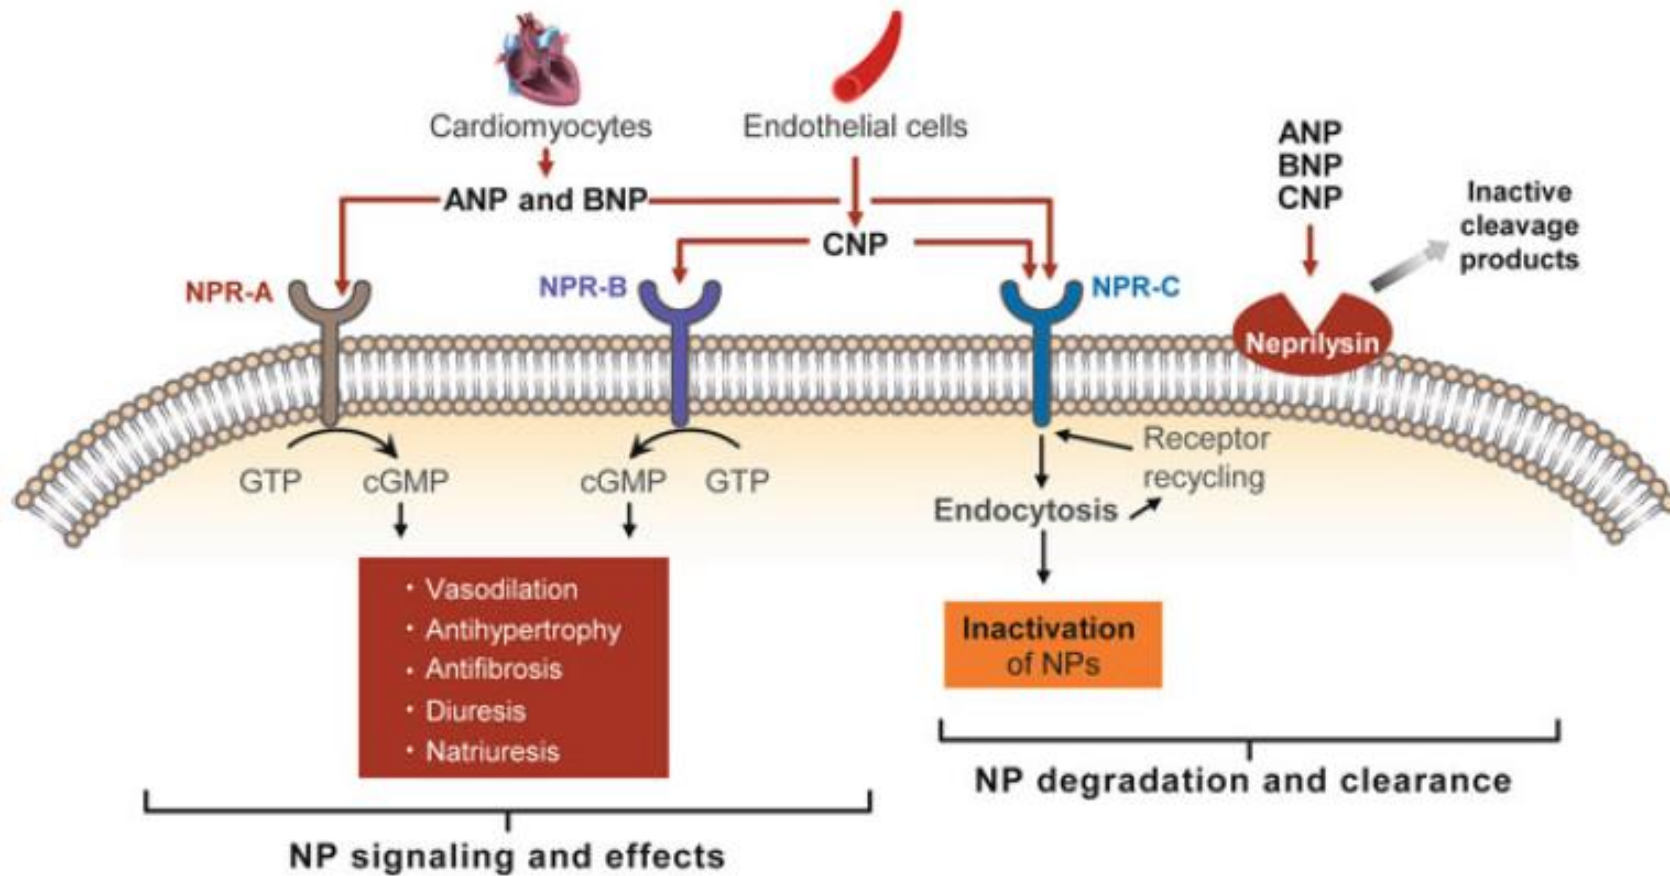 Cardiomyocytes
Endothelial cells
ANP and BNP
CNP
ANP
BNP
CNP
Inactive
cleavage
products
NPR-A
NPR-B
NPR-C
Neprilysin
GTP
cGMP
cGMP
GTP
Receptor
recycling
Endocytosis
• Vasodilation
• Antihypertrophy
• Antifibrosis
• Diuresis
• Natriuresis
Inactivation
of NPs
NP signaling and effects
NP degradation and clearance